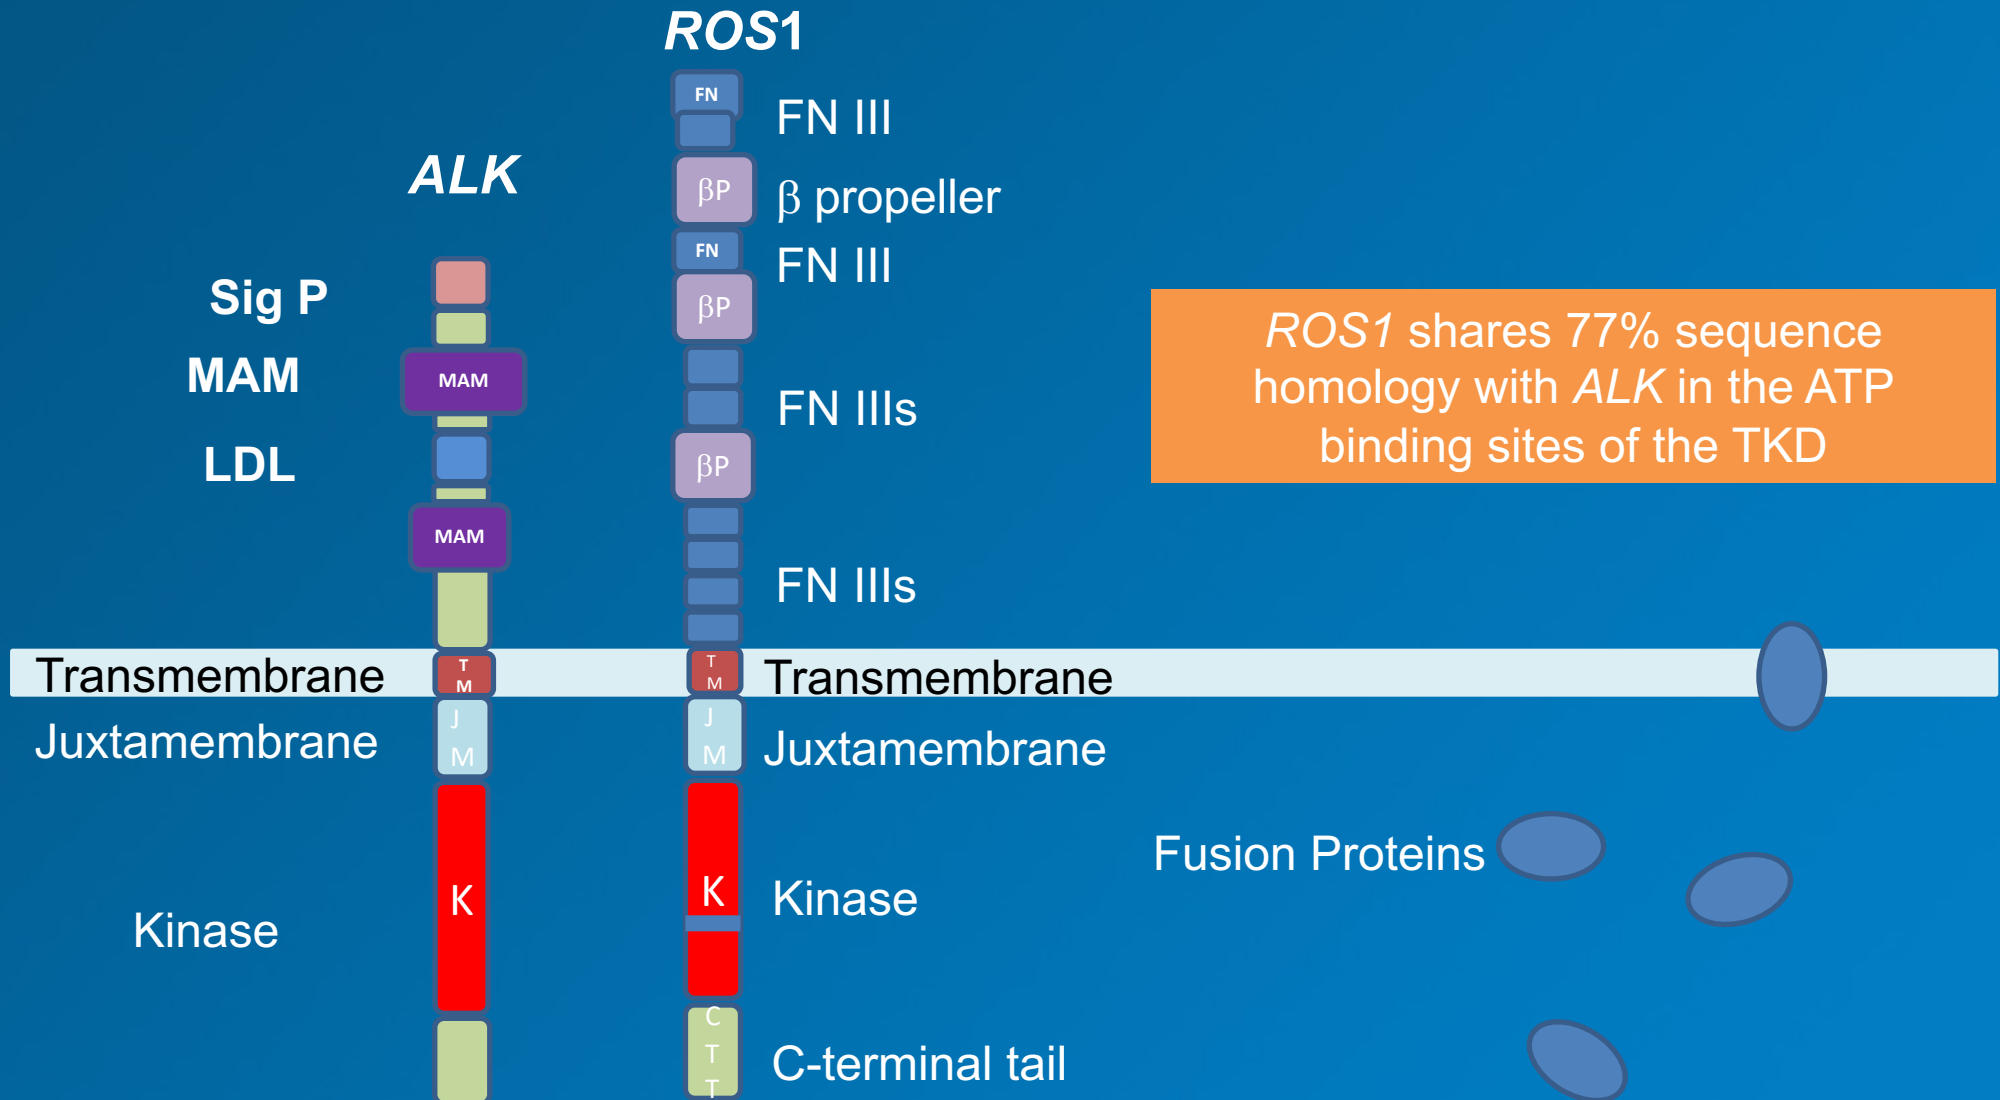 ROS1
FN
FN III
ALK
βP
β propeller
FN
FN III
Sig P
βP
ROS1 shares 77% sequence
homology with ALK in the ATP
binding sites of the TKD
MAM
MAM
FN IIIs
LDL
βP
MAM
FN IIIs
Transmembrane
T
M
T
M
Transmembrane
Juxtamembrane
J
M
J
M
Juxtamembrane
Fusion Proteins
Kinase
K
K
Kinase
C
T
T
C-terminal tail